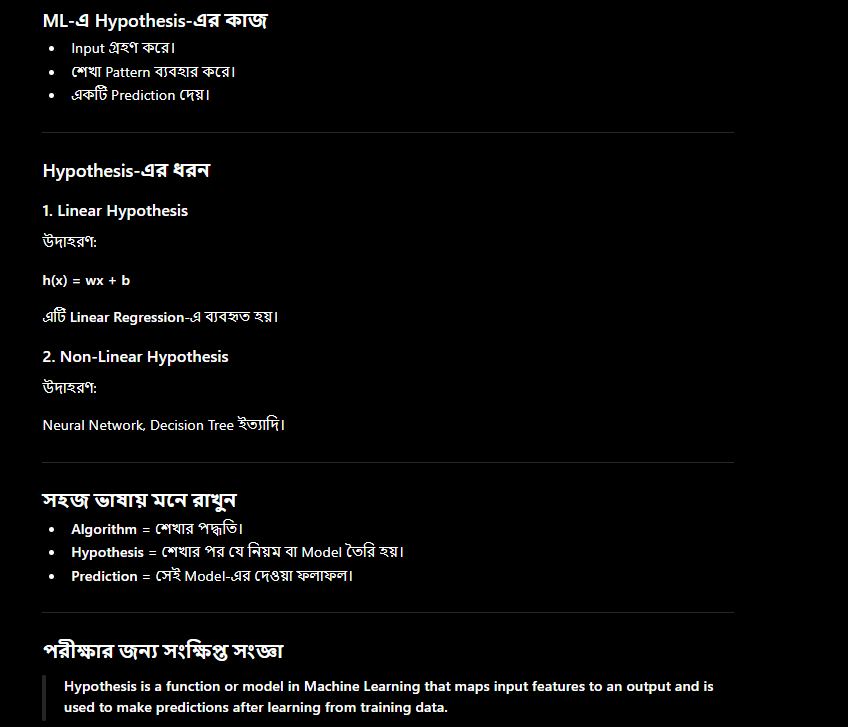 ML-এ Hypothesis-এর কাজ
• Input গ্রহণ করে।
• শেখা Pattern ব্যবহার করে।
• একটি Prediction দেয়।
Hypothesis-এর ধরন
1. Linear Hypothesis
উদাহরণ:
h(x) = wx + b
এটি Linear Regression-এ ব্যবহৃত হয়।
2. Non-Linear Hypothesis
উদাহরণ:
Neural Network, Decision Tree ইত্যাদি।
সহজ ভাষায় মনে রাখুন
• Algorithm = শেখার পদ্ধতি।
• Hypothesis = শেখার পর যে নিয়ম বা Model তৈরি হয়।
• Prediction = সেই Model-এর দেওয়া ফলাফল।
পরীক্ষার জন্য সংক্ষিপ্ত সংজ্ঞা
Hypothesis is a function or model in Machine Learning that maps input features to an output and is
used to make predictions after learning from training data.